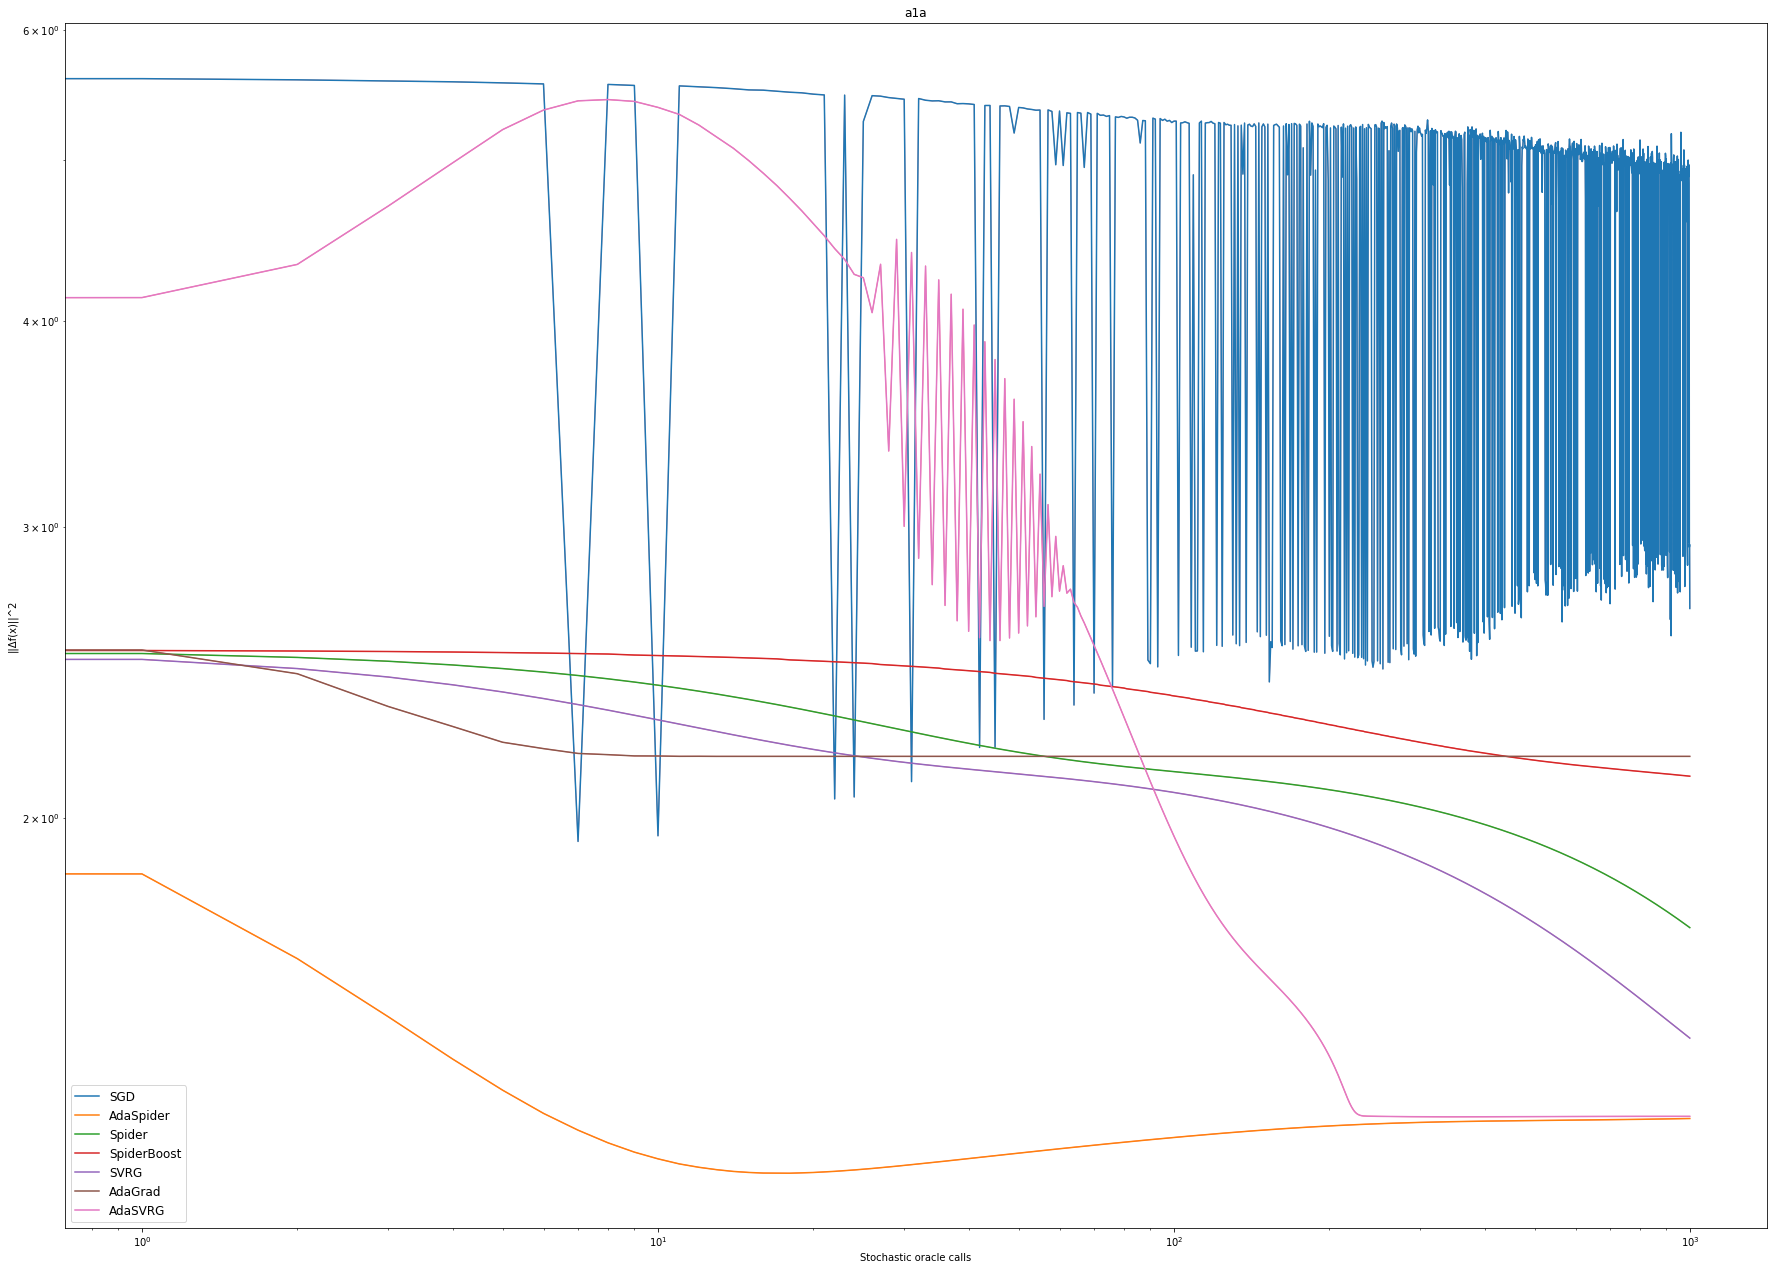 a1a
6 × 10⁰
4 × 10⁰
3 × 10⁰
2 × 10⁰
||Δf(x)||^2
SGD
AdaSpider
Spider
SpiderBoost
SVRG
AdaGrad
AdaSVRG
10⁰
10¹
10²
10³
Stochastic oracle calls